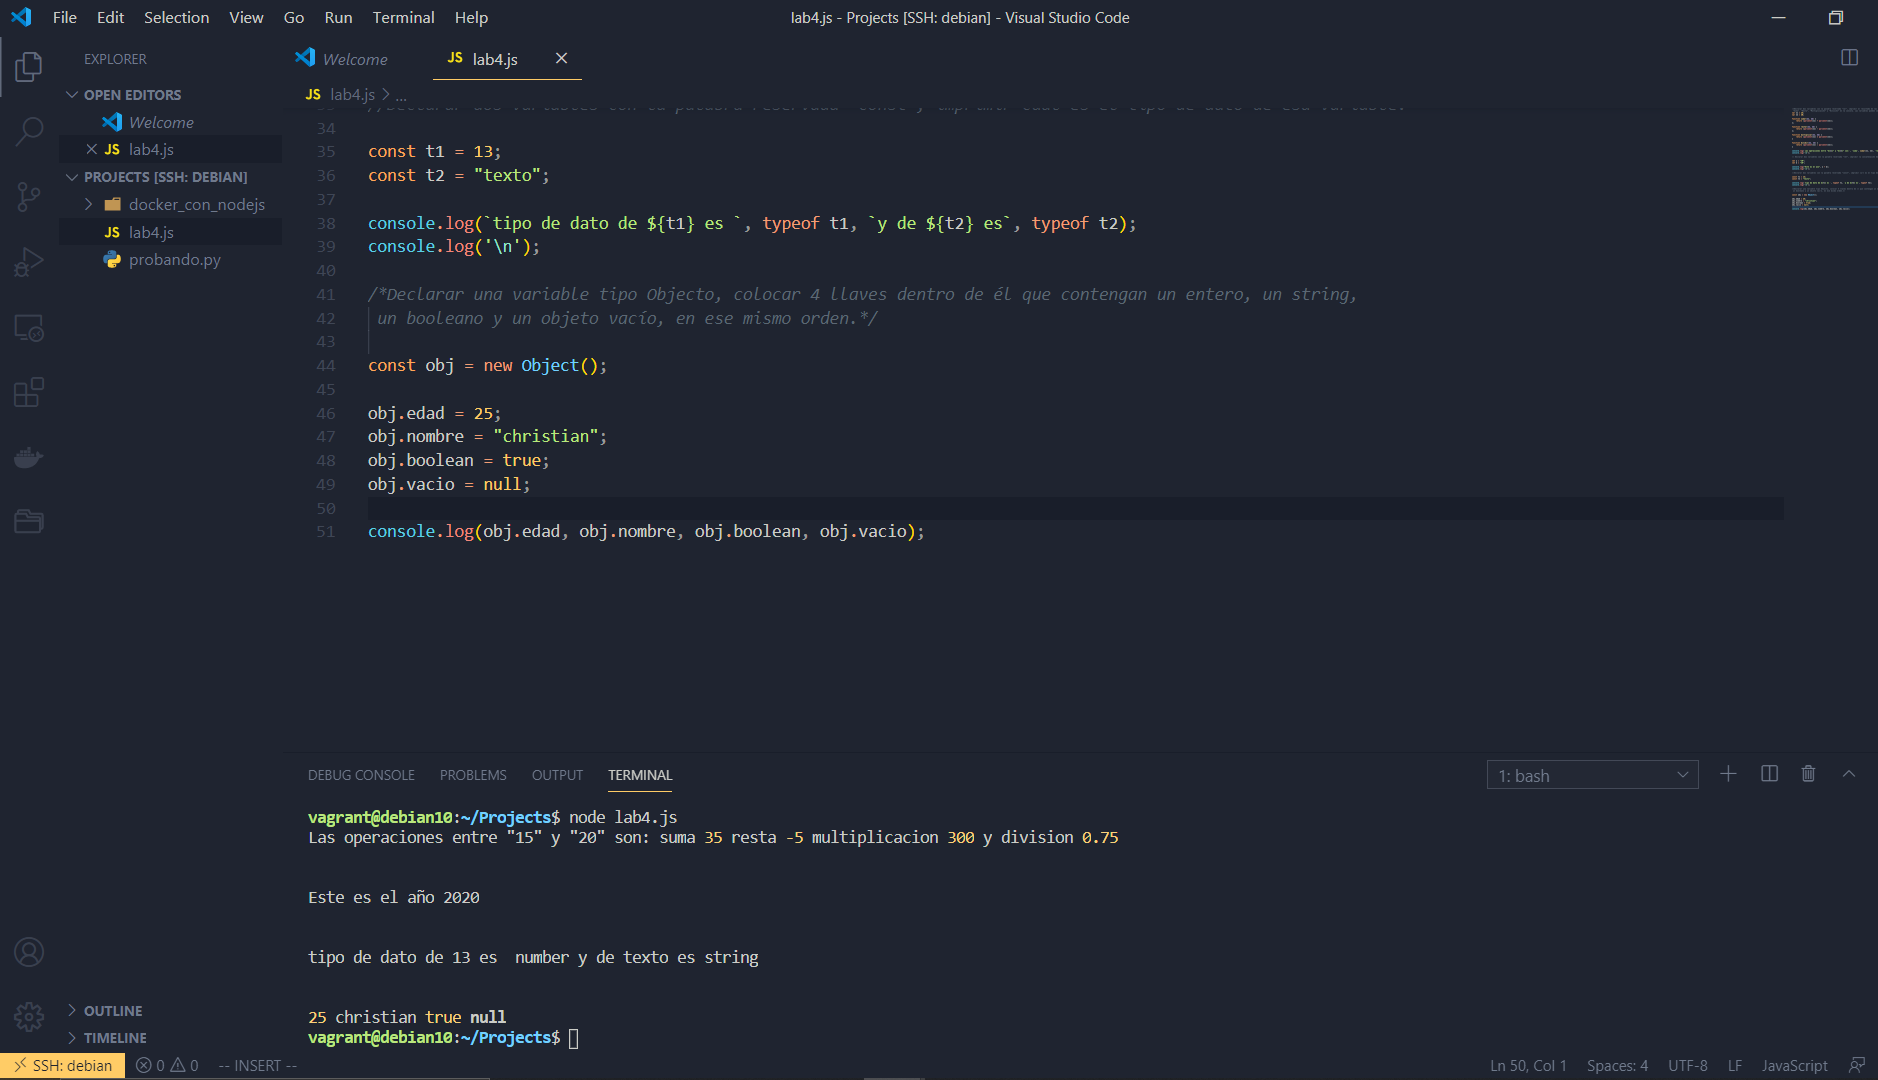 File Edit Selection View Go Run Terminal Help
lab4.js - Projects [SSH: debian] - Visual Studio Code
EXPLORER
OPEN EDITORS
Welcome
JS lab4.js
PROJECTS [SSH: DEBIAN]
docker_con_nodejs
JS lab4.js
probando.py
OUTLINE
TIMELINE
Welcome
JS lab4.js
JS lab4.js > ...
34
35 const t1 = 13;
36 const t2 = "texto";
37
38 console.log(`tipo de dato de ${t1} es `, typeof t1, `y de ${t2} es`, typeof t2);
39 console.log('\n');
40
41 /*Declarar una variable tipo Objecto, colocar 4 llaves dentro de él que contengan un entero, un string,
42 un booleano y un objeto vacío, en ese mismo orden.*/
43
44 const obj = new Object();
45
46 obj.edad = 25;
47 obj.nombre = "christian";
48 obj.boolean = true;
49 obj.vacio = null;
50
51 console.log(obj.edad, obj.nombre, obj.boolean, obj.vacio);
DEBUG CONSOLE PROBLEMS OUTPUT TERMINAL
1: bash
vagrant@debian10:~/Projects$ node lab4.js
Las operaciones entre "15" y "20" son: suma 35 resta -5 multiplicacion 300 y division 0.75
Este es el año 2020
tipo de dato de 13 es  number y de texto es string
25 christian true null
vagrant@debian10:~/Projects$
SSH: debian 0 0 -- INSERT --
Ln 50, Col 1 Spaces: 4 UTF-8 LF JavaScript